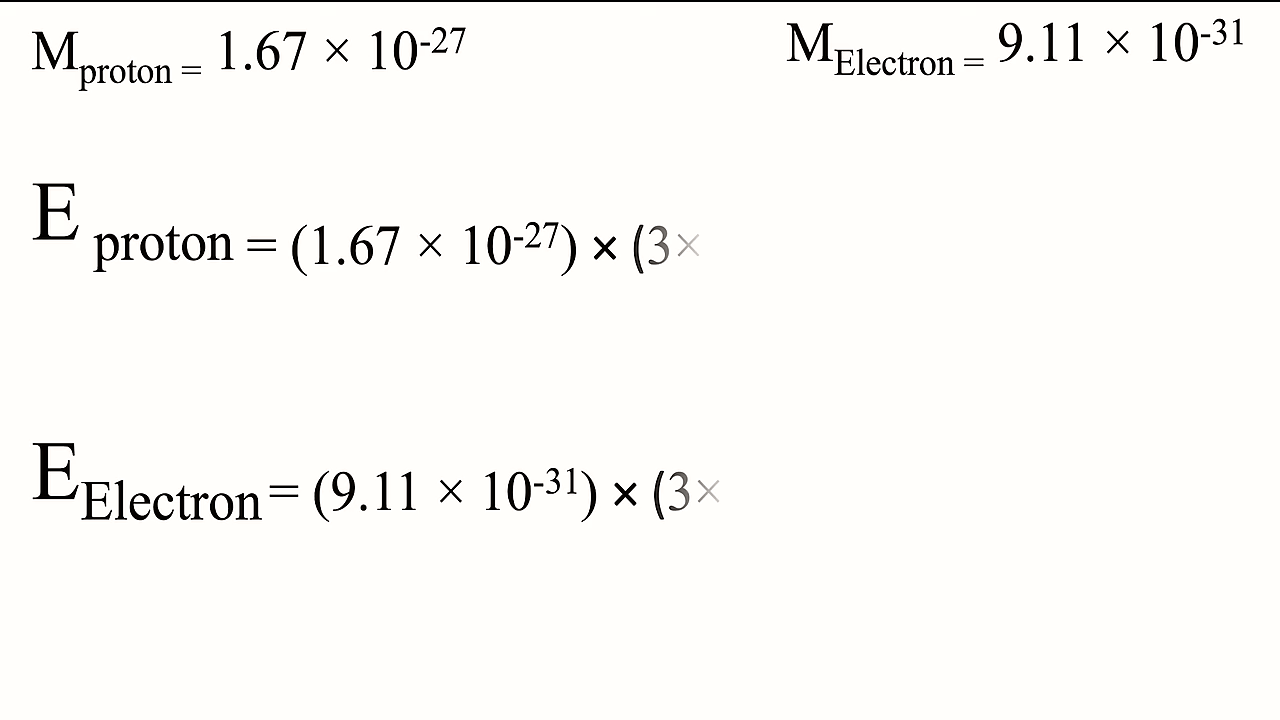 Mproton = 1.67 × 10-27
MElectron = 9.11 × 10-31
E proton = (1.67 × 10-27) × (3×
EElectron = (9.11 × 10-31) × (3×